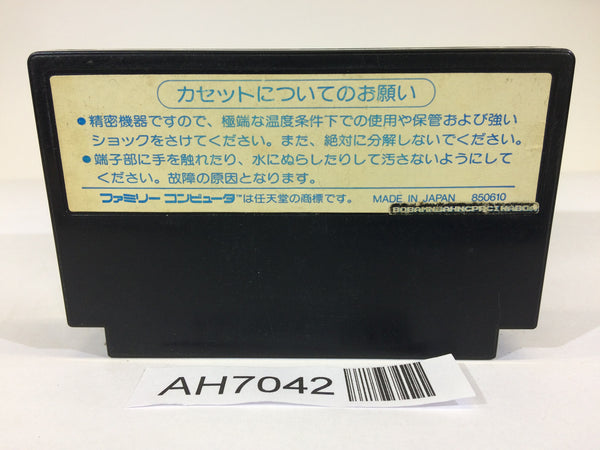 カセットについてのお願い
●精密機器ですので、極端な温度条件下での使用や保管および強い
ショックをさけてください。また、絶対に分解しないでください。
●端子部に手を触れたり、水にぬらしたりして汚さないようにして
ください。故障の原因となります。
ファミリーコンピュータ™は任天堂の商標です。 MADE IN JAPAN 850610
AH7042